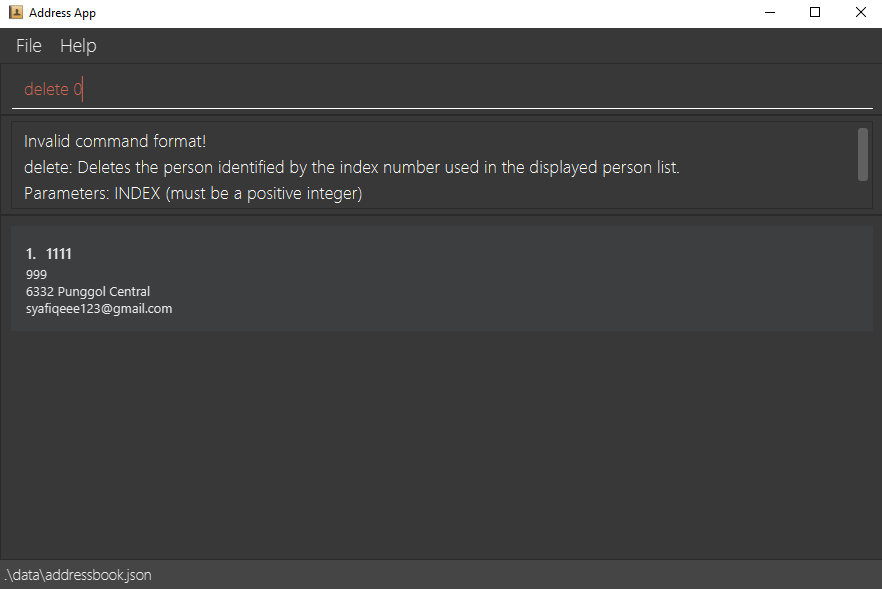 Address App
File Help
delete 0
Invalid command format!
delete: Deletes the person identified by the index number used in the displayed person list.
Parameters: INDEX (must be a positive integer)
1. 1111
999
6332 Punggol Central
syafiqeee123@gmail.com
.\data\addressbook.json